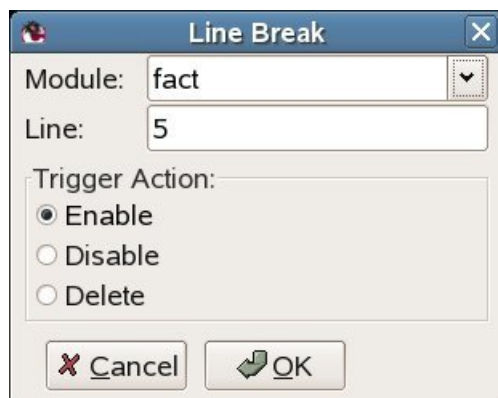 Line Break
Module: fact
Line: 5
Trigger Action:
Enable
Disable
Delete
Cancel OK